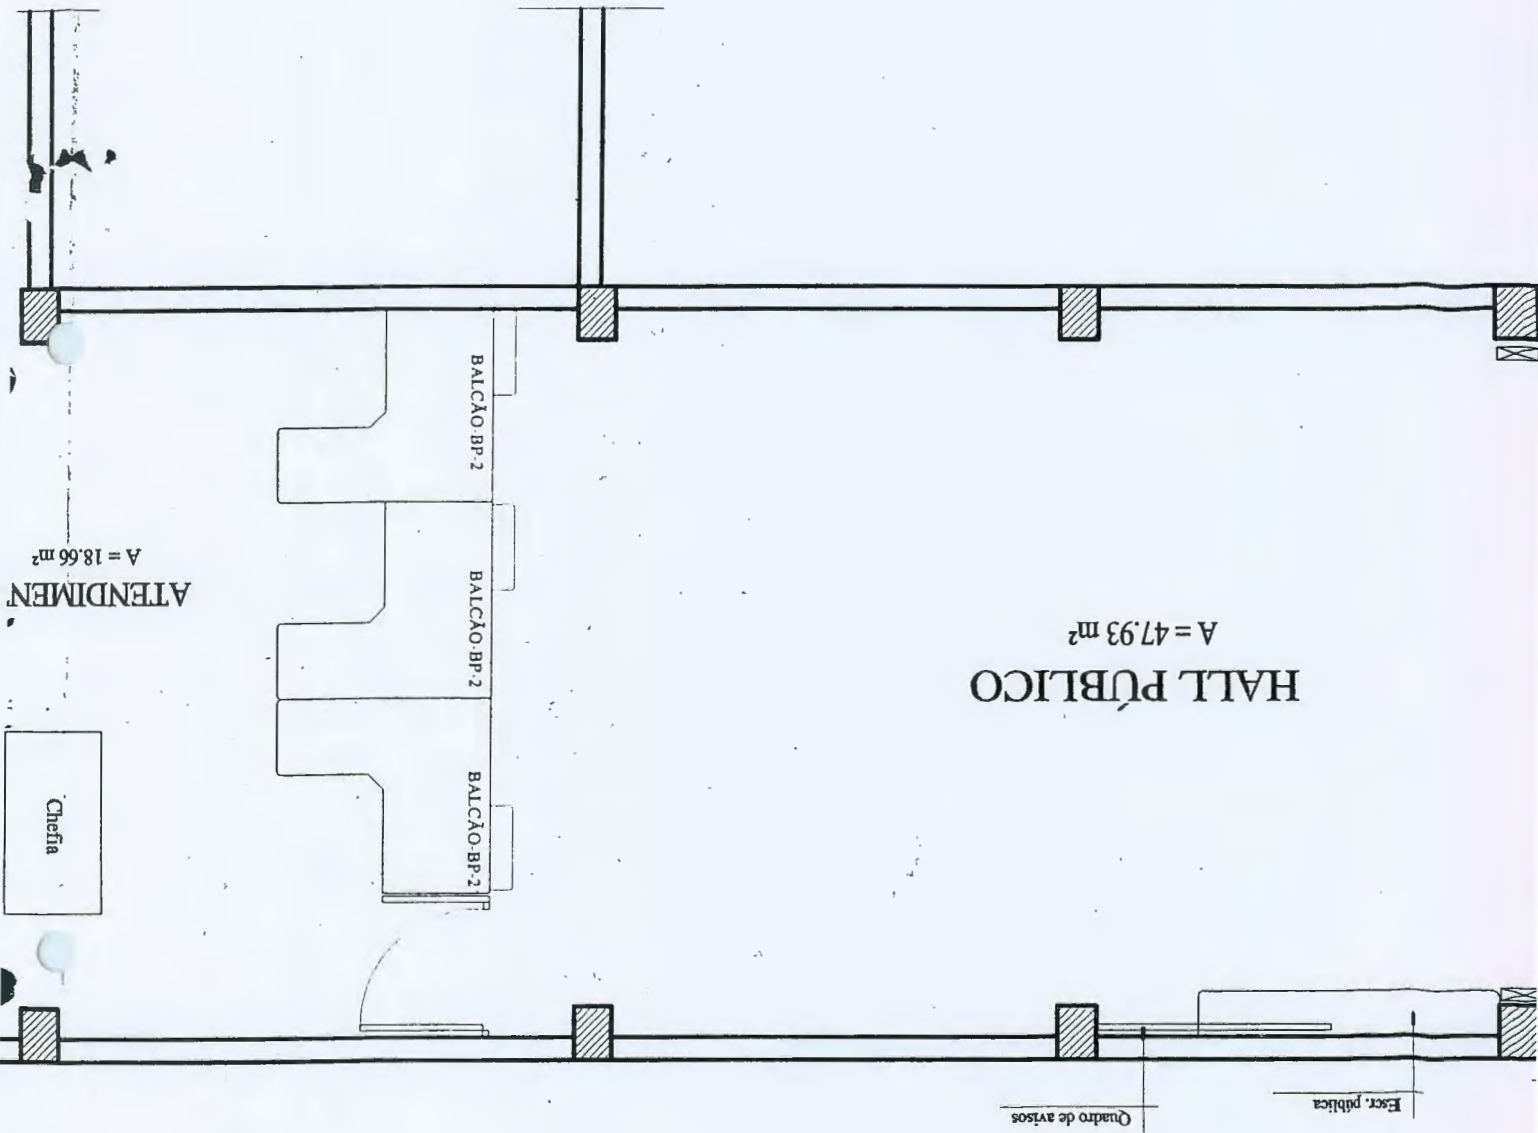 Escr. pública
Quadro de avisos
HALL PÚBLICO
A = 47.93 m²
ATENDIMEN
A = 18.66 m²
Chefia
BALCÃO-BP-2
BALCÃO-BP-2
BALCÃO-BP-2